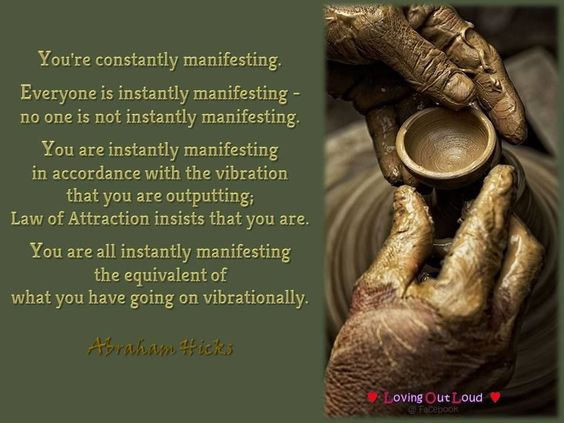 You're constantly manifesting.
Everyone is instantly manifesting -
no one is not instantly manifesting.
You are instantly manifesting
in accordance with the vibration
that you are outputting;
Law of Attraction insists that you are.
You are all instantly manifesting
the equivalent of
what you have going on vibrationally.
Abraham Hicks
♥ Loving Out Loud ♥
@ Facebook